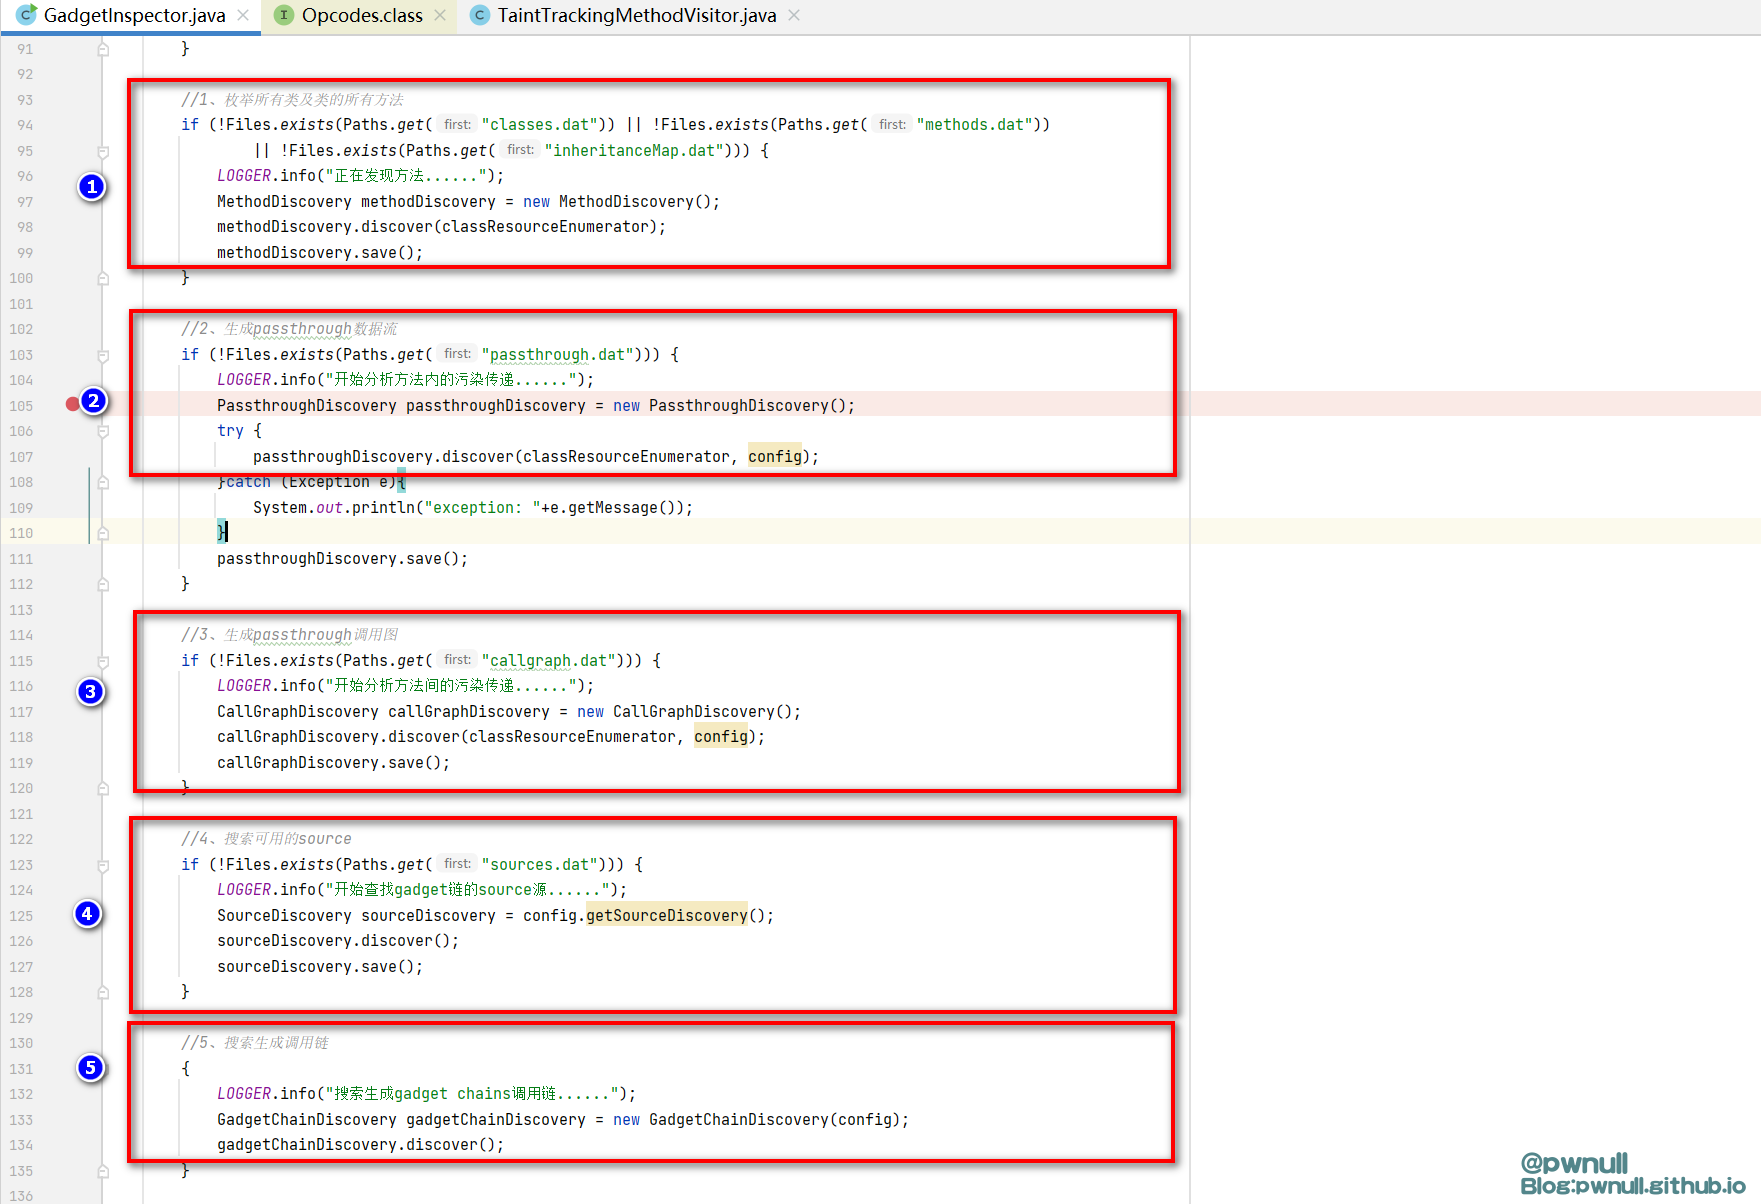 GadgetInspector.java
Opcodes.class
TaintTrackingMethodVisitor.java
91 }
92
93 //1、枚举所有类及类的所有方法
94 if (!Files.exists(Paths.get( first: "classes.dat")) || !Files.exists(Paths.get( first: "methods.dat"))
95 || !Files.exists(Paths.get( first: "inheritanceMap.dat"))) {
96 LOGGER.info("正在发现方法......");
97 MethodDiscovery methodDiscovery = new MethodDiscovery();
98 methodDiscovery.discover(classResourceEnumerator);
99 methodDiscovery.save();
100 }
101
102 //2、生成passthrough数据流
103 if (!Files.exists(Paths.get( first: "passthrough.dat"))) {
104 LOGGER.info("开始分析方法内的污染传递......");
105 PassthroughDiscovery passthroughDiscovery = new PassthroughDiscovery();
106 try {
107 passthroughDiscovery.discover(classResourceEnumerator, config);
108 }catch (Exception e){
109 System.out.println("exception: "+e.getMessage());
110 }
111 passthroughDiscovery.save();
112 }
113
114 //3、生成passthrough调用图
115 if (!Files.exists(Paths.get( first: "callgraph.dat"))) {
116 LOGGER.info("开始分析方法间的污染传递......");
117 CallGraphDiscovery callGraphDiscovery = new CallGraphDiscovery();
118 callGraphDiscovery.discover(classResourceEnumerator, config);
119 callGraphDiscovery.save();
120 }
121
122 //4、搜索可用的source
123 if (!Files.exists(Paths.get( first: "sources.dat"))) {
124 LOGGER.info("开始查找gadget链的source源......");
125 SourceDiscovery sourceDiscovery = config.getSourceDiscovery();
126 sourceDiscovery.discover();
127 sourceDiscovery.save();
128 }
129
130 //5、搜索生成调用链
131 {
132 LOGGER.info("搜索生成gadget chains调用链......");
133 GadgetChainDiscovery gadgetChainDiscovery = new GadgetChainDiscovery(config);
134 gadgetChainDiscovery.discover();
135 }
136
1
2
3
4
5
@pwnull
Blog:pwnull.github.io